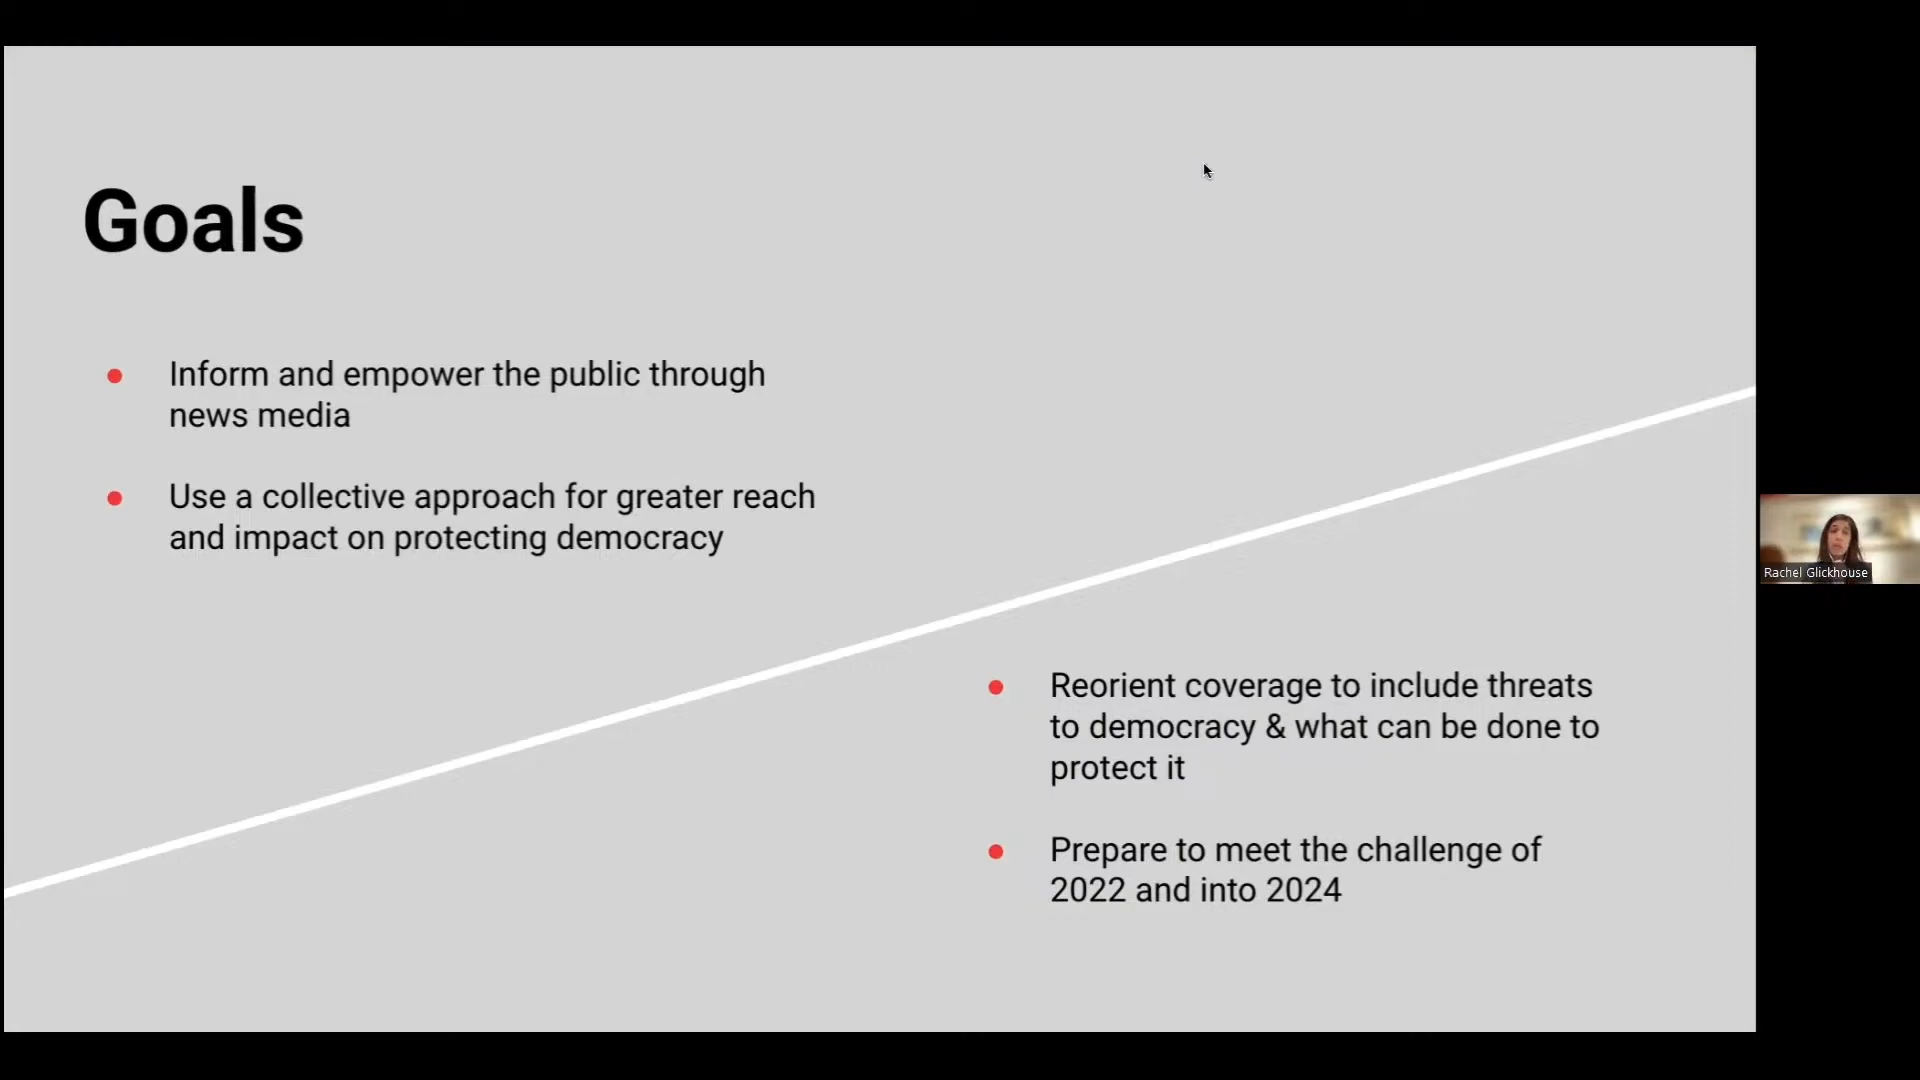 Goals
Inform and empower the public through
news media
Use a collective approach for greater reach
and impact on protecting democracy
Reorient coverage to include threats
to democracy & what can be done to
protect it
Prepare to meet the challenge of
2022 and into 2024
Rachel Glickhouse